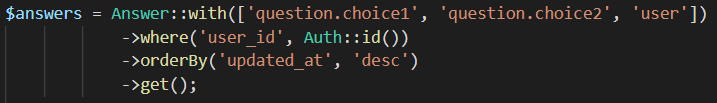 $answers = Answer::with(['question.choice1', 'question.choice2', 'user'])
->where('user_id', Auth::id())
->orderBy('updated_at', 'desc')
->get();